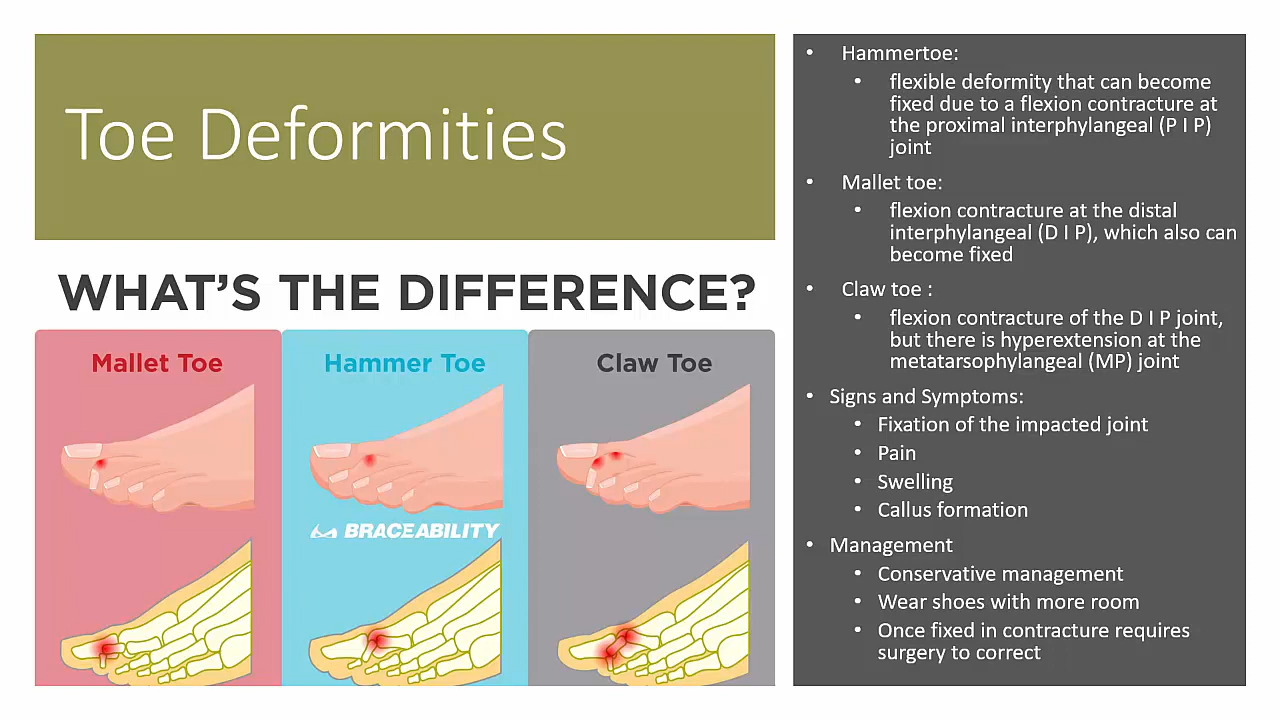 Toe Deformities
WHAT'S THE DIFFERENCE?
Mallet Toe
Hammer Toe
Claw Toe
BRACEABILITY
• Hammertoe:
• flexible deformity that can become
fixed due to a flexion contracture at
the proximal interphylangeal (P I P)
joint
• Mallet toe:
• flexion contracture at the distal
interphylangeal (D I P), which also can
become fixed
• Claw toe :
• flexion contracture of the D I P joint,
but there is hyperextension at the
metatarsophylangeal (MP) joint
• Signs and Symptoms:
• Fixation of the impacted joint
• Pain
• Swelling
• Callus formation
• Management
• Conservative management
• Wear shoes with more room
• Once fixed in contracture requires
surgery to correct